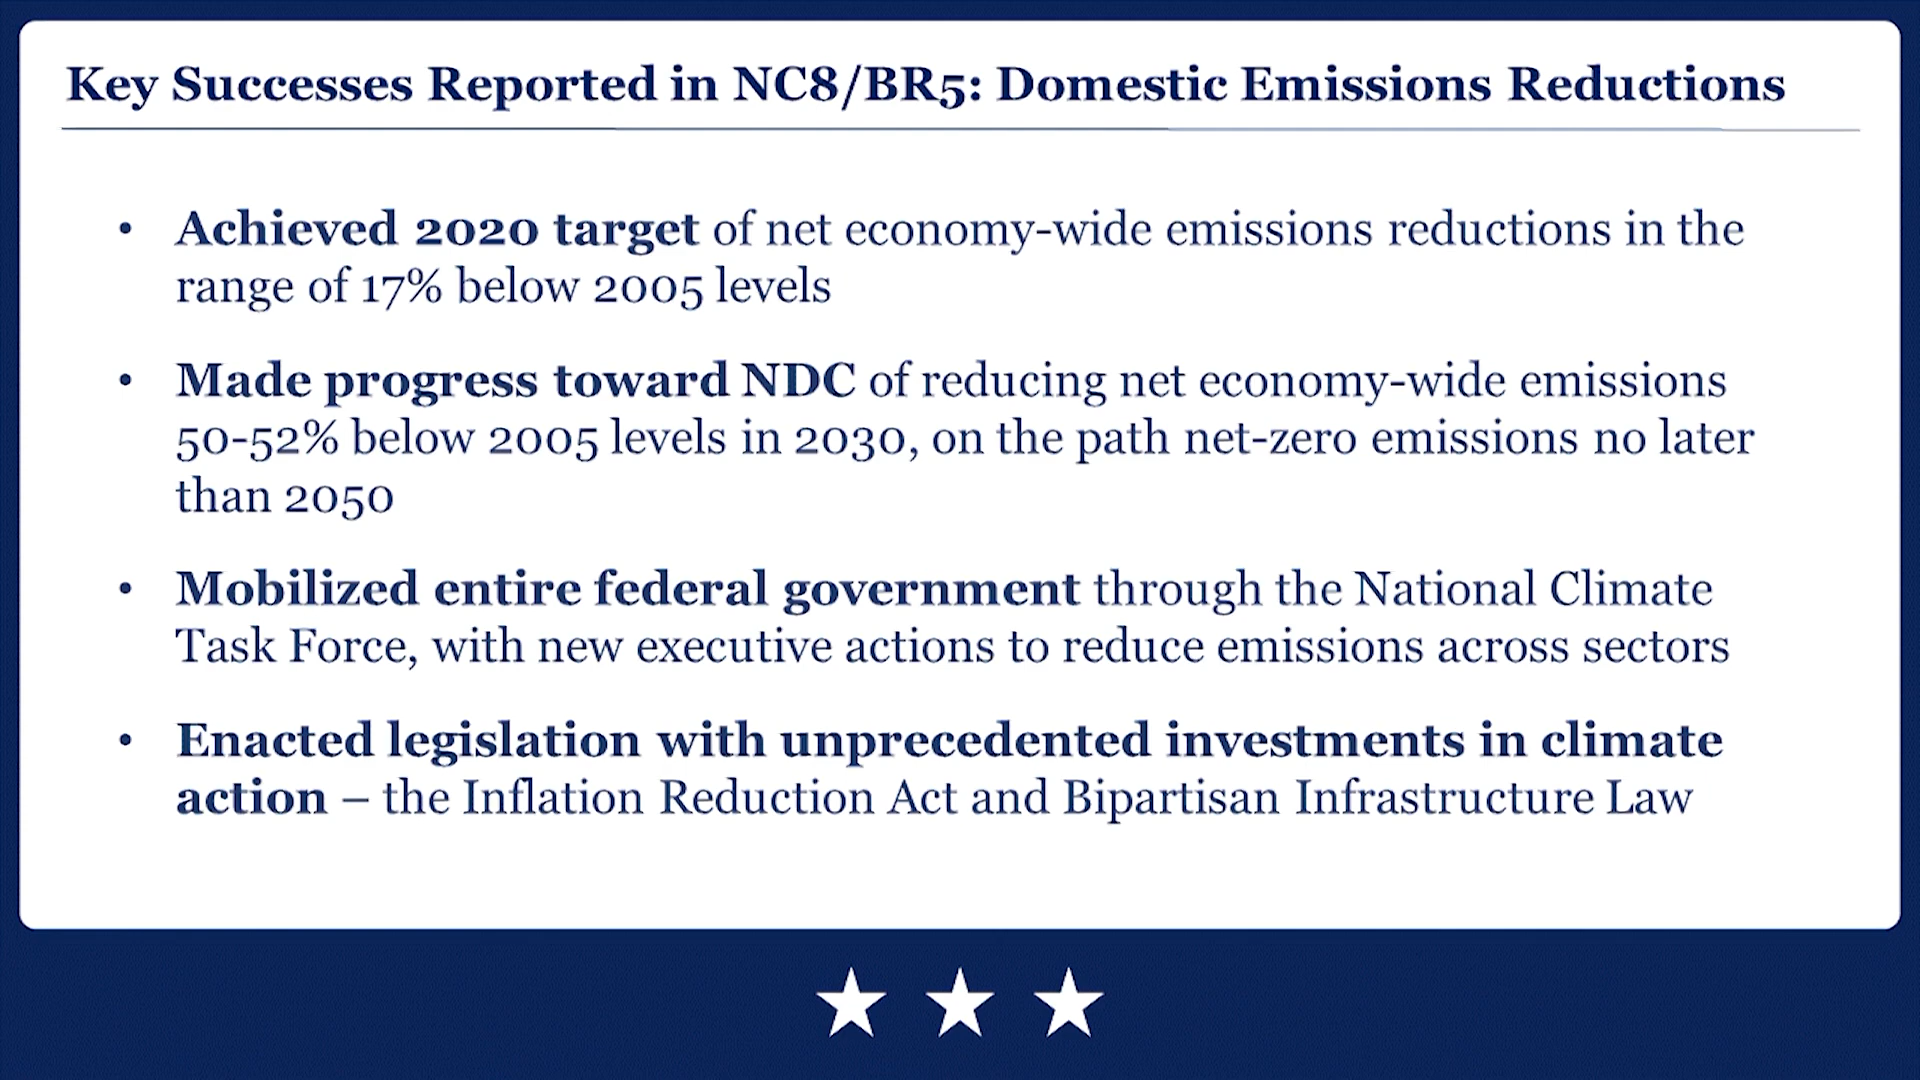 Key Successes Reported in NC8/BR5: Domestic Emissions Reductions
• Achieved 2020 target of net economy-wide emissions reductions in the
range of 17% below 2005 levels
• Made progress toward NDC of reducing net economy-wide emissions
50-52% below 2005 levels in 2030, on the path net-zero emissions no later
than 2050
• Mobilized entire federal government through the National Climate
Task Force, with new executive actions to reduce emissions across sectors
• Enacted legislation with unprecedented investments in climate
action – the Inflation Reduction Act and Bipartisan Infrastructure Law